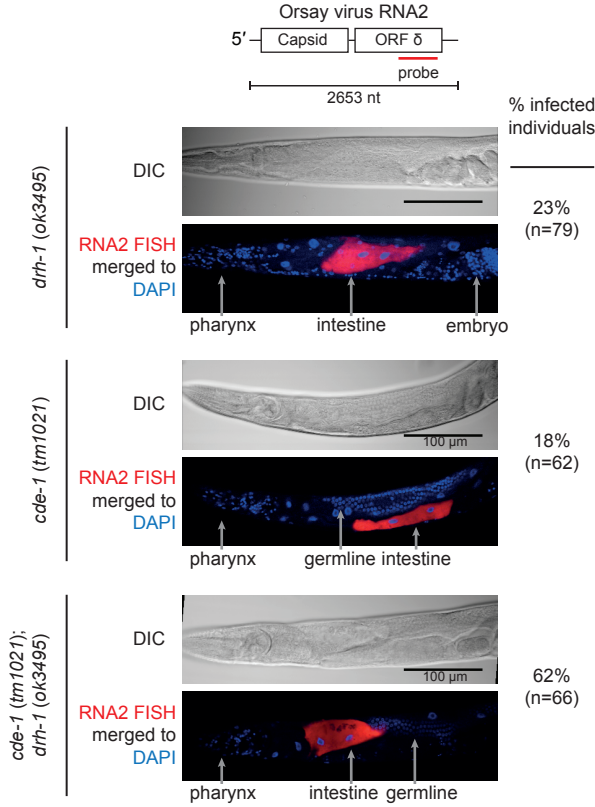 Orsay virus RNA2
5′
Capsid
ORF δ
probe
2653 nt
% infected
individuals
drh-1 (ok3495)
DIC
23%
(n=79)
RNA2 FISH
merged to
DAPI
pharynx
intestine
embryo
cde-1 (tm1021)
DIC
100 µm
18%
(n=62)
RNA2 FISH
merged to
DAPI
pharynx
germline
intestine
cde-1 (tm1021);
drh-1 (ok3495)
DIC
100 µm
62%
(n=66)
RNA2 FISH
merged to
DAPI
pharynx
intestine
germline